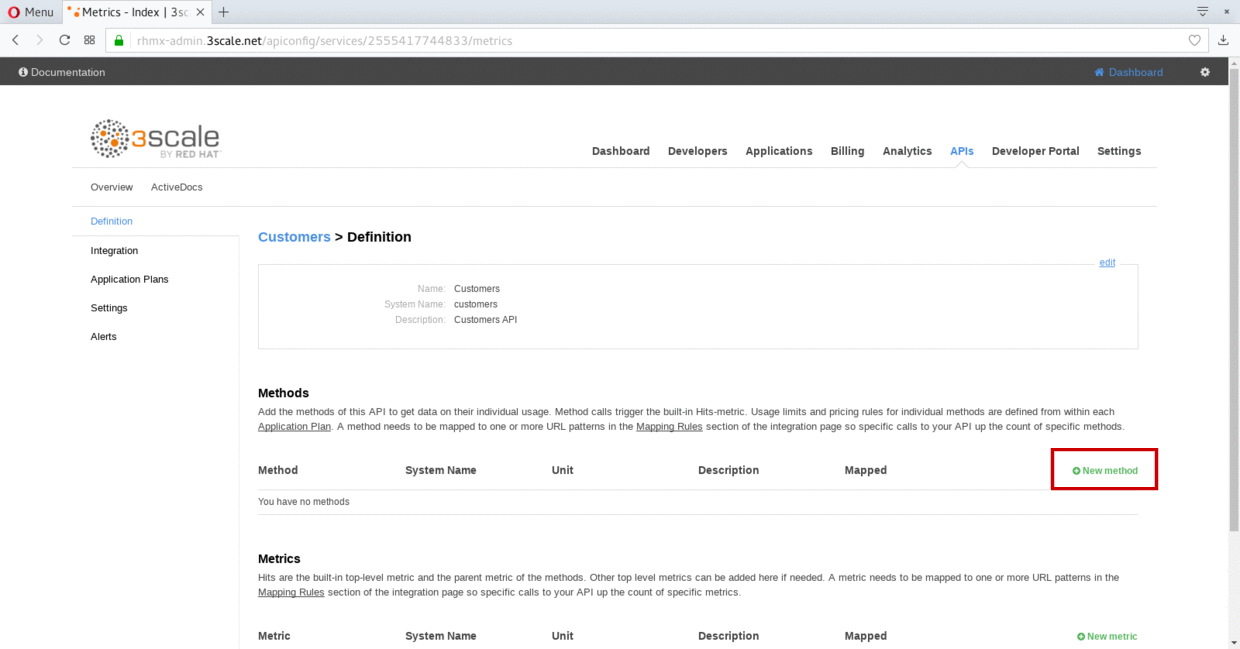 Menu
Metrics - Index | 3sc
rhmx-admin.3scale.net/apiconfig/services/2555417744833/metrics
Documentation
Dashboard
3scale
BY RED HAT
Dashboard Developers Applications Billing Analytics APIs Developer Portal Settings
Overview ActiveDocs
Definition
Integration
Application Plans
Settings
Alerts
Customers > Definition
edit
Name: Customers
System Name: customers
Description: Customers API
Methods
Add the methods of this API to get data on their individual usage. Method calls trigger the built-in Hits-metric. Usage limits and pricing rules for individual methods are defined from within each
Application Plan. A method needs to be mapped to one or more URL patterns in the Mapping Rules section of the integration page so specific calls to your API up the count of specific methods.
Method System Name Unit Description Mapped New method
You have no methods
Metrics
Hits are the built-in top-level metric and the parent metric of the methods. Other top level metrics can be added here if needed. A metric needs to be mapped to one or more URL patterns in the
Mapping Rules section of the integration page so specific calls to your API up the count of specific metrics.
Metric System Name Unit Description Mapped New metric